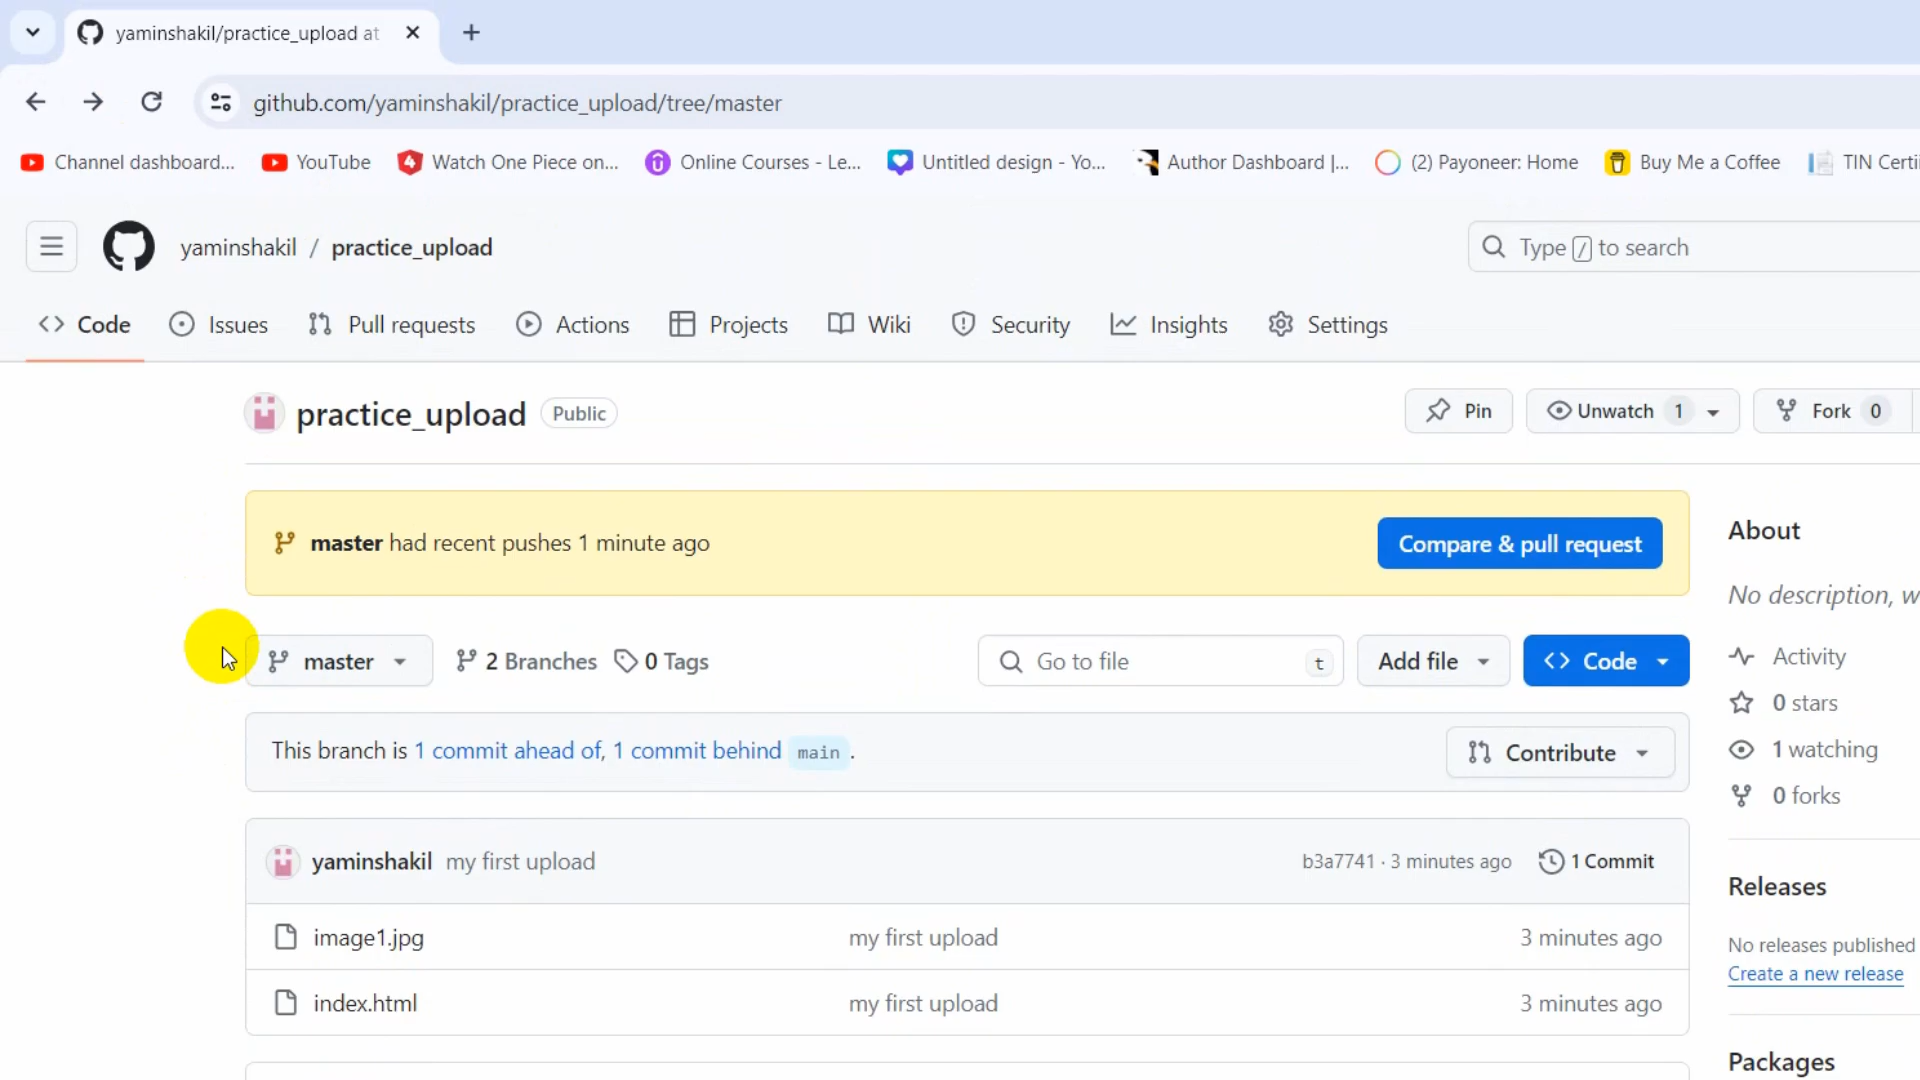 yaminshakil/practice_upload at
github.com/yaminshakil/practice_upload/tree/master
Channel dashboard... YouTube Watch One Piece on... Online Courses - Le... Untitled design - Yo... Author Dashboard |... (2) Payoneer: Home Buy Me a Coffee TIN Certi
yaminshakil / practice_upload Type / to search
Code Issues Pull requests Actions Projects Wiki Security Insights Settings
practice_upload Public Pin Unwatch 1 Fork 0
master had recent pushes 1 minute ago Compare & pull request
master 2 Branches 0 Tags Go to file t Add file Code
This branch is 1 commit ahead of, 1 commit behind main .
Contribute
yaminshakil my first upload b3a7741 · 3 minutes ago 1 Commit
image1.jpg my first upload 3 minutes ago
index.html my first upload 3 minutes ago
About
No description, w
Activity
0 stars
1 watching
0 forks
Releases
No releases published
Create a new release
Packages